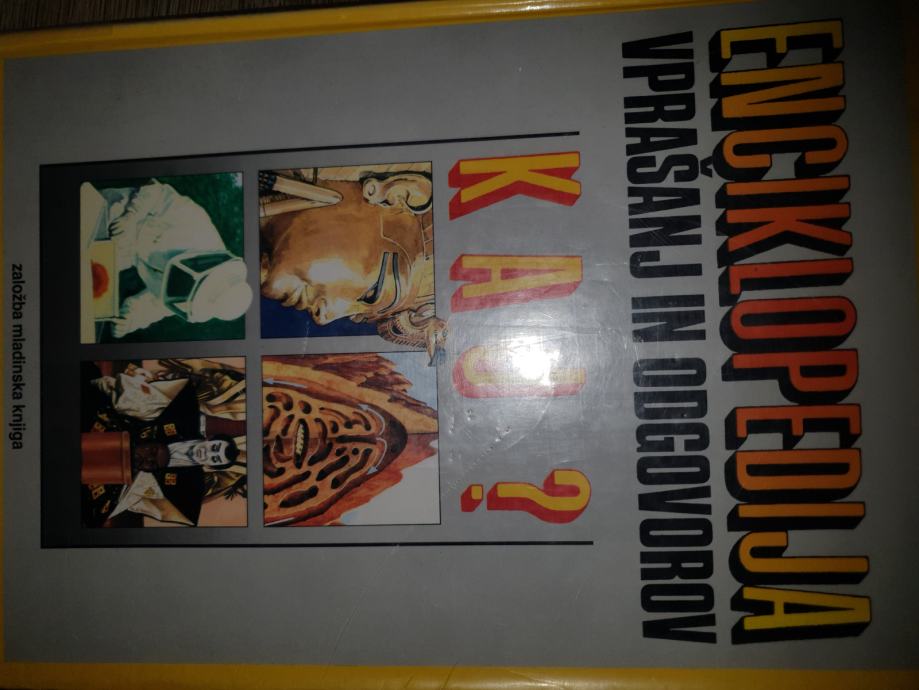 ENCIKLOPEDIJA
VPRAŠANJ IN ODGOVOROV
KAJ?
založba mladinska knjiga